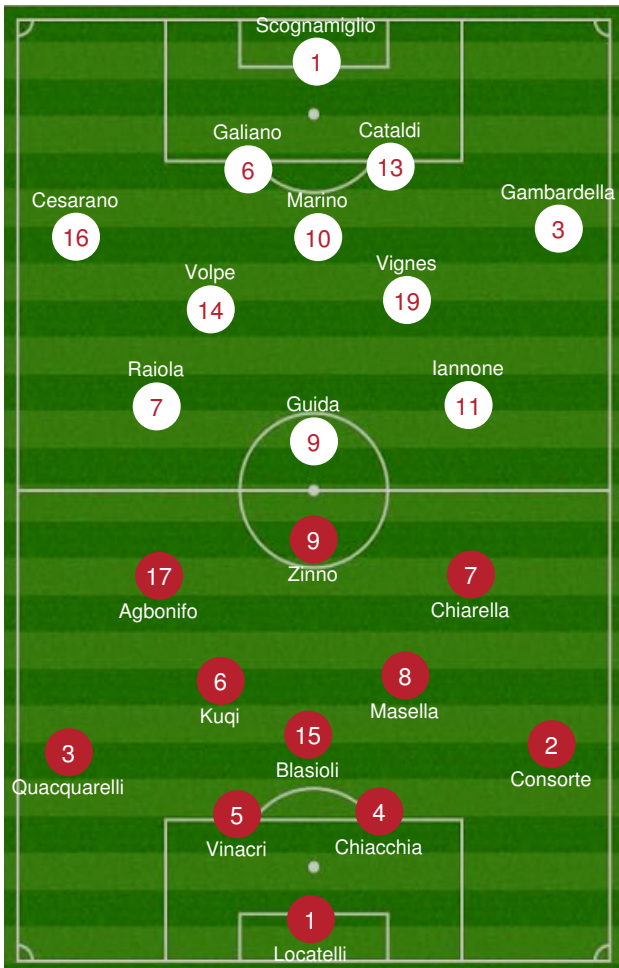 Scognamiglio
1
Galiano
6
Cataldi
13
Cesarano
16
Marino
10
Gambardella
3
Volpe
14
Vignes
19
Raiola
7
Iannone
11
Guida
9
9
Zinno
17
Agbonifo
7
Chiarella
6
Kuqi
8
Masella
15
Blasioli
3
Quacquarelli
2
Consorte
5
Vinacri
4
Chiacchia
1
Locatelli